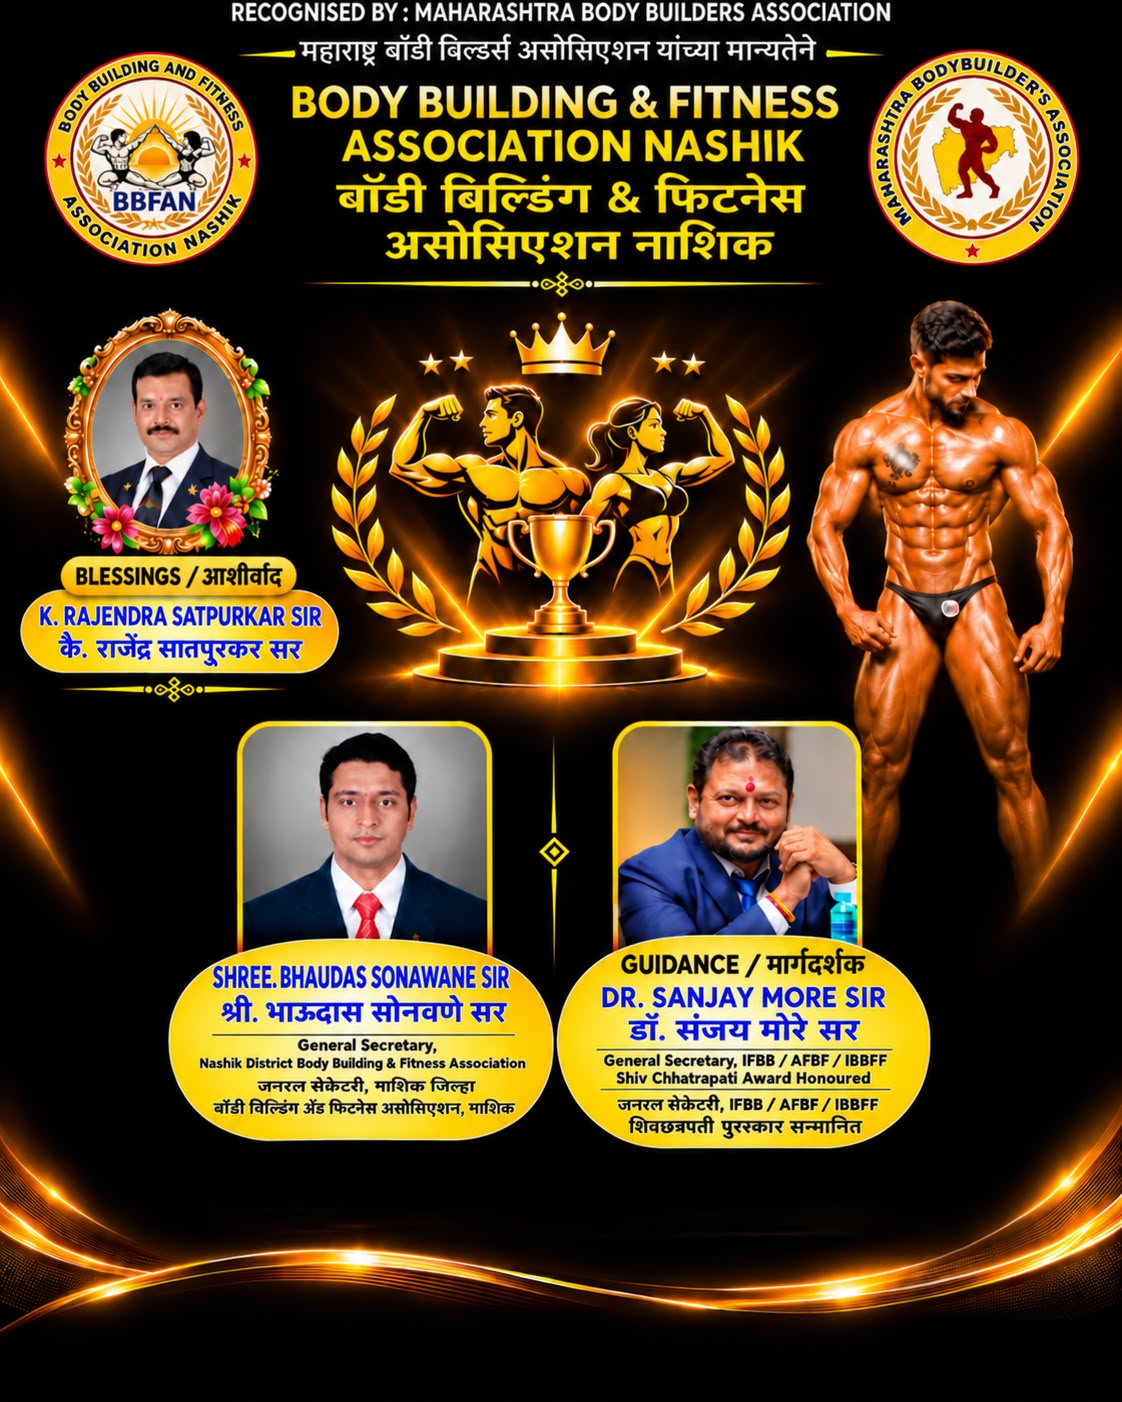 RECOGNISED BY : MAHARASHTRA BODY BUILDERS ASSOCIATION
महाराष्ट्र बॉडी बिल्डर्स असोसिएशन यांच्या मान्यतेने
BODY BUILDING AND FITNESS
BBFAN
ASSOCIATION NASHIK
BODY BUILDING & FITNESS
ASSOCIATION NASHIK
बॉडी बिल्डिंग & फिटनेस
असोसिएशन नाशिक
MAHARASHTRA BODYBUILDER'S ASSOCIATION
BLESSINGS / आशीर्वाद
K. RAJENDRA SATPURKAR SIR
कै. राजेंद्र सातपुरकर सर
SHREE. BHAUDAS SONAWANE SIR
श्री. भाऊदास सोनवणे सर
General Secretary,
Nashik District Body Building & Fitness Association
जनरल सेक्रेटरी, माशिक जिल्हा
बॉडी विल्डिंग अँड फिटनेस असोसिएशन, माशिक
GUIDANCE / मार्गदर्शक
DR. SANJAY MORE SIR
डॉ. संजय मोरे सर
General Secretary, IFBB / AFBF / IBBFF
Shiv Chhatrapati Award Honoured
जनरल सेक्रेटरी, IFBB / AFBF / IBBFF
शिवछत्रपती पुरस्कार सन्मानित